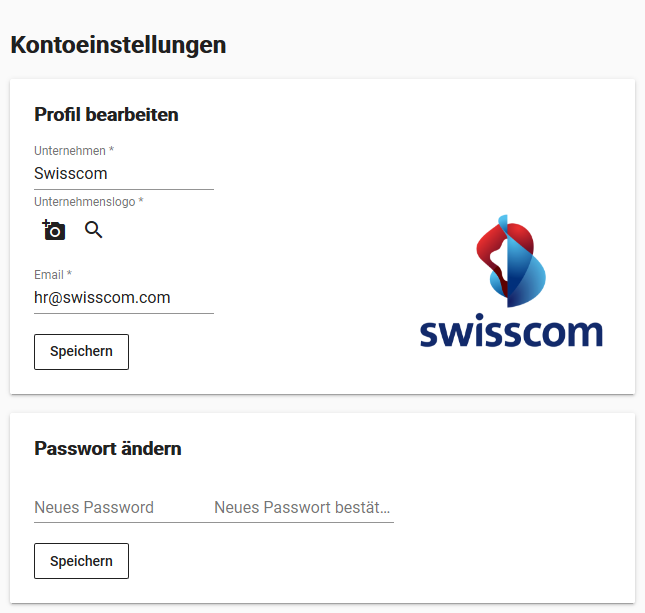 Kontoeinstellungen
Profil bearbeiten
Unternehmen *
Swisscom
Unternehmenslogo *
Email *
hr@swisscom.com
Speichern
swisscom
Passwort ändern
Neues Password Neues Passwort bestät...
Speichern